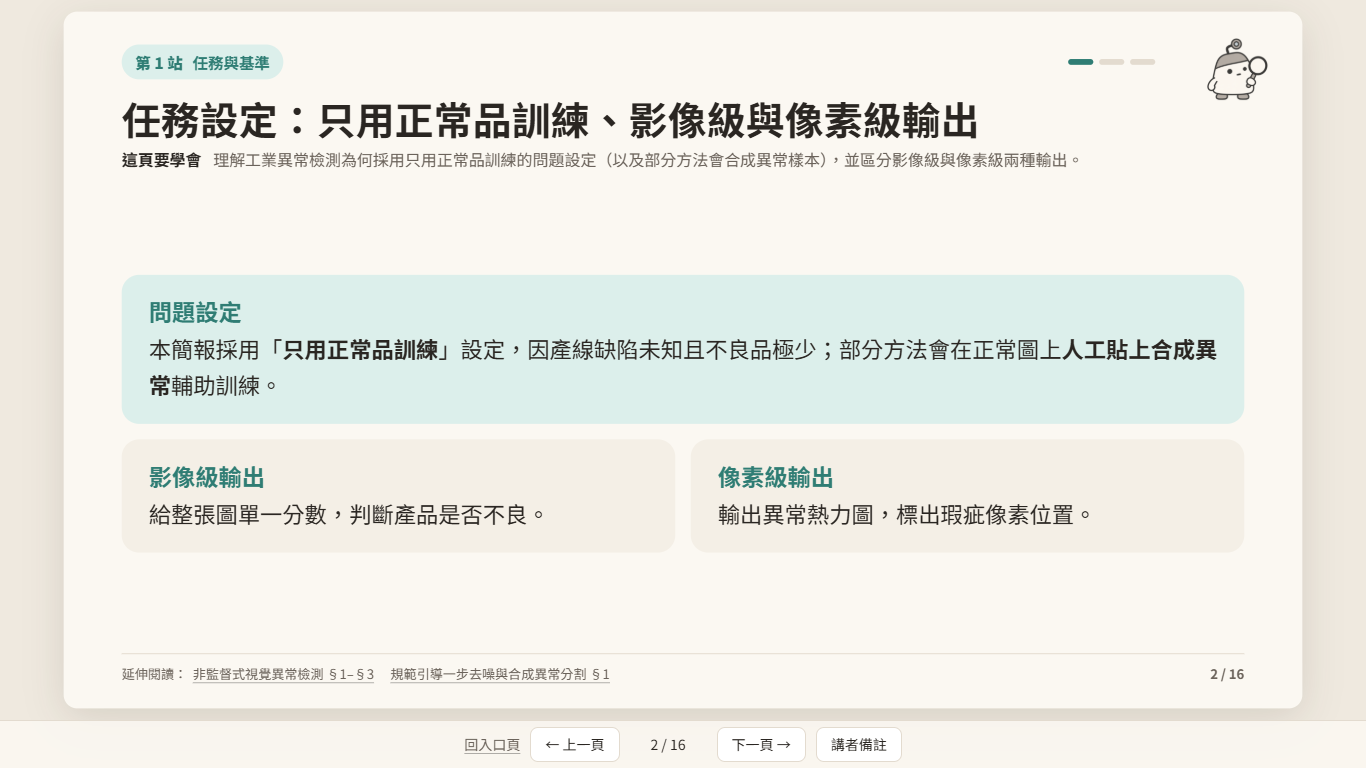 第 1 站 任務與基準
任務設定：只用正常品訓練、影像級與像素級輸出
這頁要學會 理解工業異常檢測為何採用只用正常品訓練的問題設定（以及部分方法會合成異常樣本），並區分影像級與像素級兩種輸出。
問題設定
本簡報採用「只用正常品訓練」設定，因產線缺陷未知且不良品極少；部分方法會在正常圖上人工貼上合成異
常輔助訓練。
影像級輸出
給整張圖單一分數，判斷產品是否不良。
像素級輸出
輸出異常熱力圖，標出瑕疵像素位置。
延伸閱讀： 非監督式視覺異常檢測 §1–§3 規範引導一步去噪與合成異常分割 §1
2 / 16
回入口頁 ← 上一頁 2 / 16 下一頁 → 講者備註